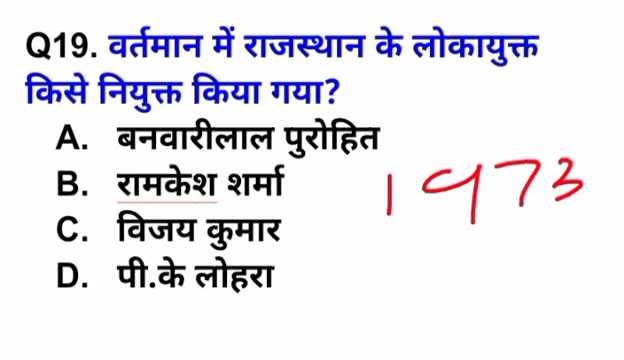 Q19. वर्तमान में राजस्थान के लोकायुक्त
किसे नियुक्त किया गया?
A. बनवारीलाल पुरोहित
B. रामकेश शर्मा
1973
C. विजय कुमार
D. पी.के लोहरा